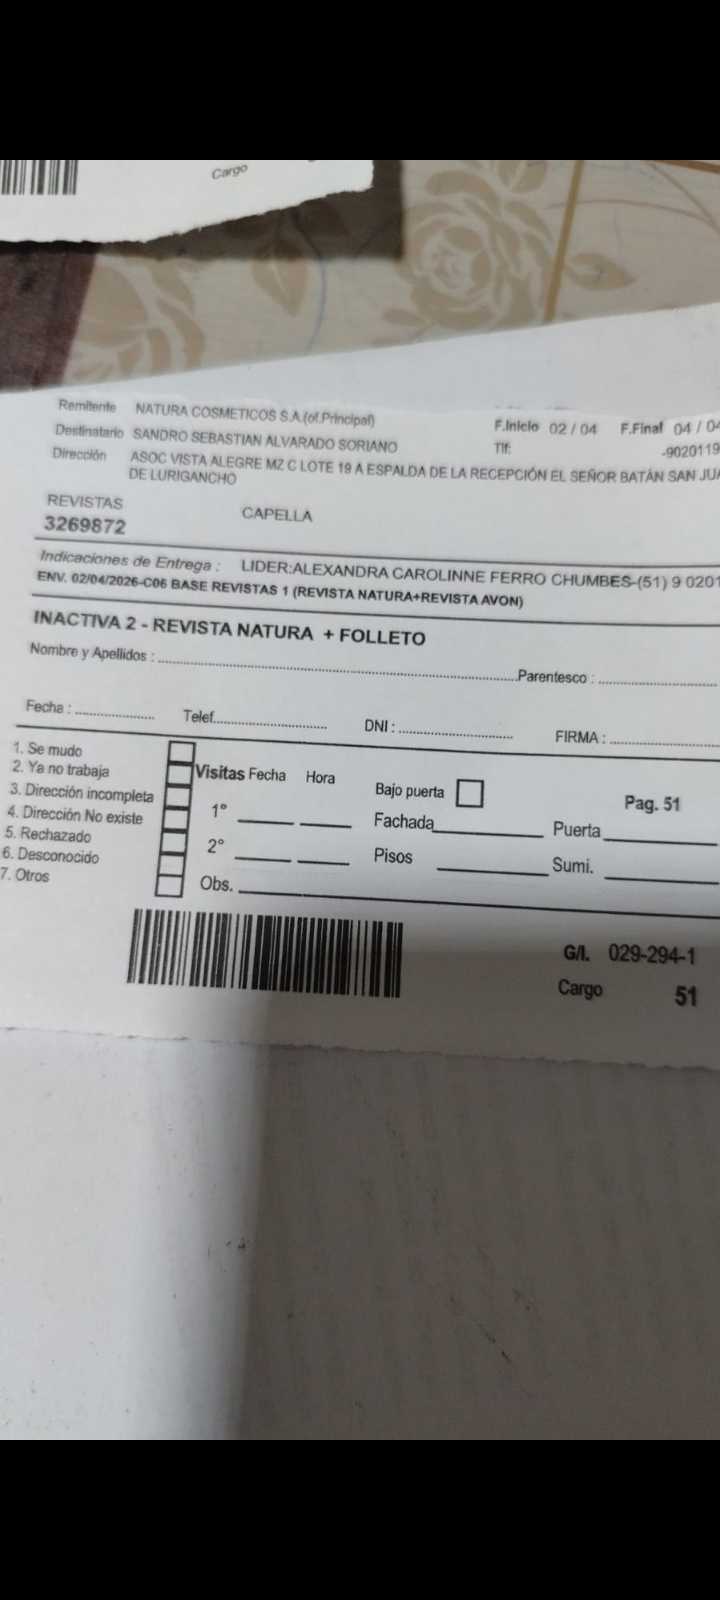 Cargo
Remitente NATURA COSMETICOS S.A.(of.Principal) F.Inicio 02 / 04 F.Final 04 / 04
Destinatario SANDRO SEBASTIAN ALVARADO SORIANO Tlf: -9020119
Dirección ASOC VISTA ALEGRE MZ C LOTE 19 A ESPALDA DE LA RECEPCIÓN EL SEÑOR BATÁN SAN JUA
DE LURIGANCHO
REVISTAS CAPELLA
3269872
Indicaciones de Entrega : LIDER:ALEXANDRA CAROLINNE FERRO CHUMBES-(51) 9 0201
ENV. 02/04/2026-C06 BASE REVISTAS 1 (REVISTA NATURA+REVISTA AVON)
INACTIVA 2 - REVISTA NATURA + FOLLETO
Nombre y Apellidos : Parentesco :
Fecha : Telef. DNI : FIRMA :
1. Se mudo
2. Ya no trabaja
3. Dirección incompleta
4. Dirección No existe
5. Rechazado
6. Desconocido
7. Otros
Visitas Fecha Hora Bajo puerta Pag. 51
1° Fachada Puerta
2° Pisos Sumi.
Obs.
G/I. 029-294-1
Cargo 51